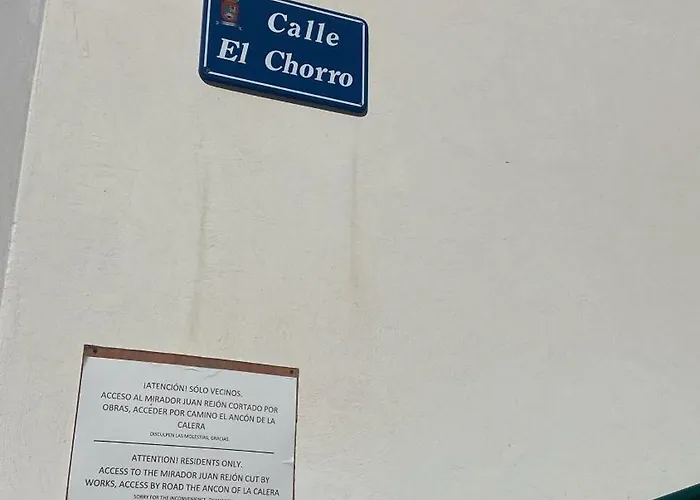 Calle
El Chorro
¡ATENCIÓN! SÓLO VECINOS.
ACCESO AL MIRADOR JUAN REJÓN CORTADO POR
OBRAS, ACCEDER POR CAMINO EL ANCÓN DE LA
CALERA
DISCULPEN LAS MOLESTIAS, GRACIAS.
ATTENTION! RESIDENTS ONLY.
ACCESS TO THE MIRADOR JUAN REJÓN CUT BY
WORKS, ACCESS BY ROAD THE ANCON OF LA CALERA
SORRY FOR THE INCONVENIENCE,